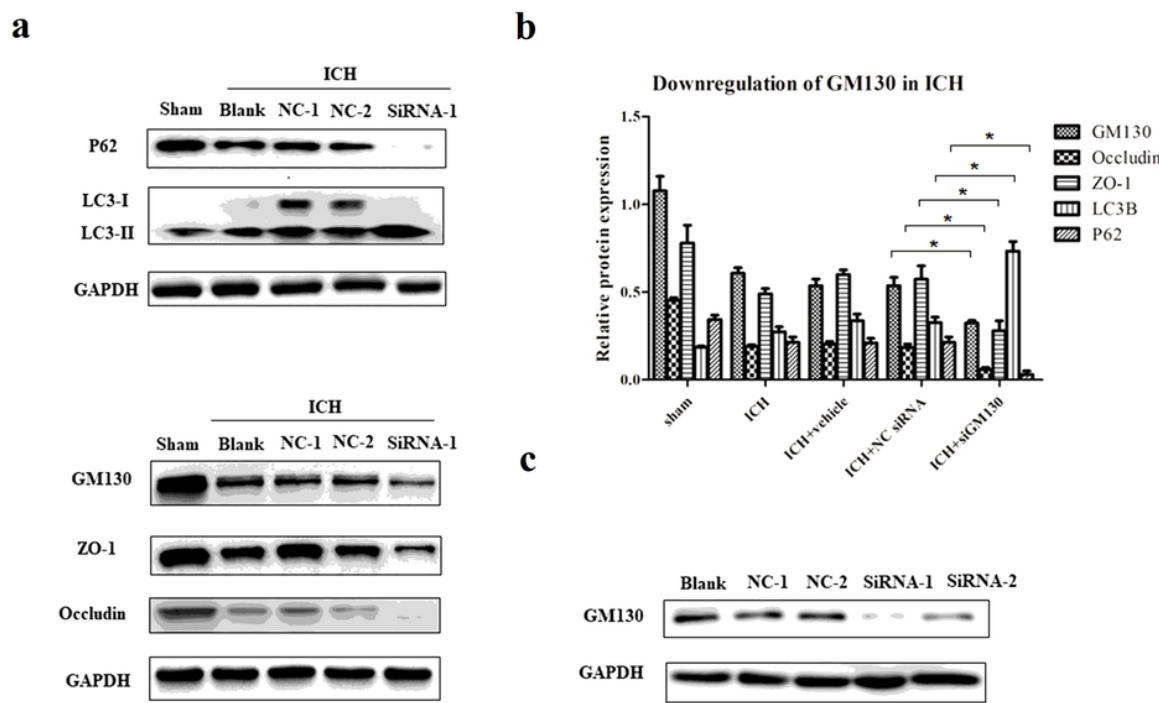 a
ICH
Sham Blank NC-1 NC-2 SiRNA-1
P62
LC3-I
LC3-II
GAPDH
ICH
Sham Blank NC-1 NC-2 SiRNA-1
GM130
ZO-1
Occludin
GAPDH
b
Downregulation of GM130 in ICH
Relative protein expression
1.5
1.0
0.5
0.0
* * * * *
GM130
Occludin
ZO-1
LC3B
P62
sham
ICH
ICH+vehicle
ICH+NC siRNA
ICH+siGM130
c
Blank NC-1 NC-2 SiRNA-1 SiRNA-2
GM130
GAPDH